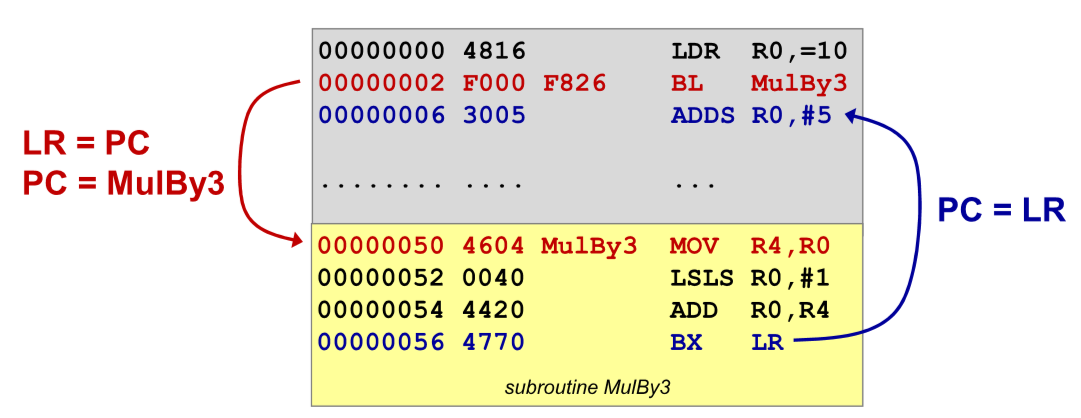 00000000 4816 LDR R0,=10
00000002 F000 F826 BL MulBy3
00000006 3005 ADDS R0,#5
LR = PC
PC = MulBy3
........ .... ...
PC = LR
00000050 4604 MulBy3 MOV R4,R0
00000052 0040 LSLS R0,#1
00000054 4420 ADD R0,R4
00000056 4770 BX LR
subroutine MulBy3